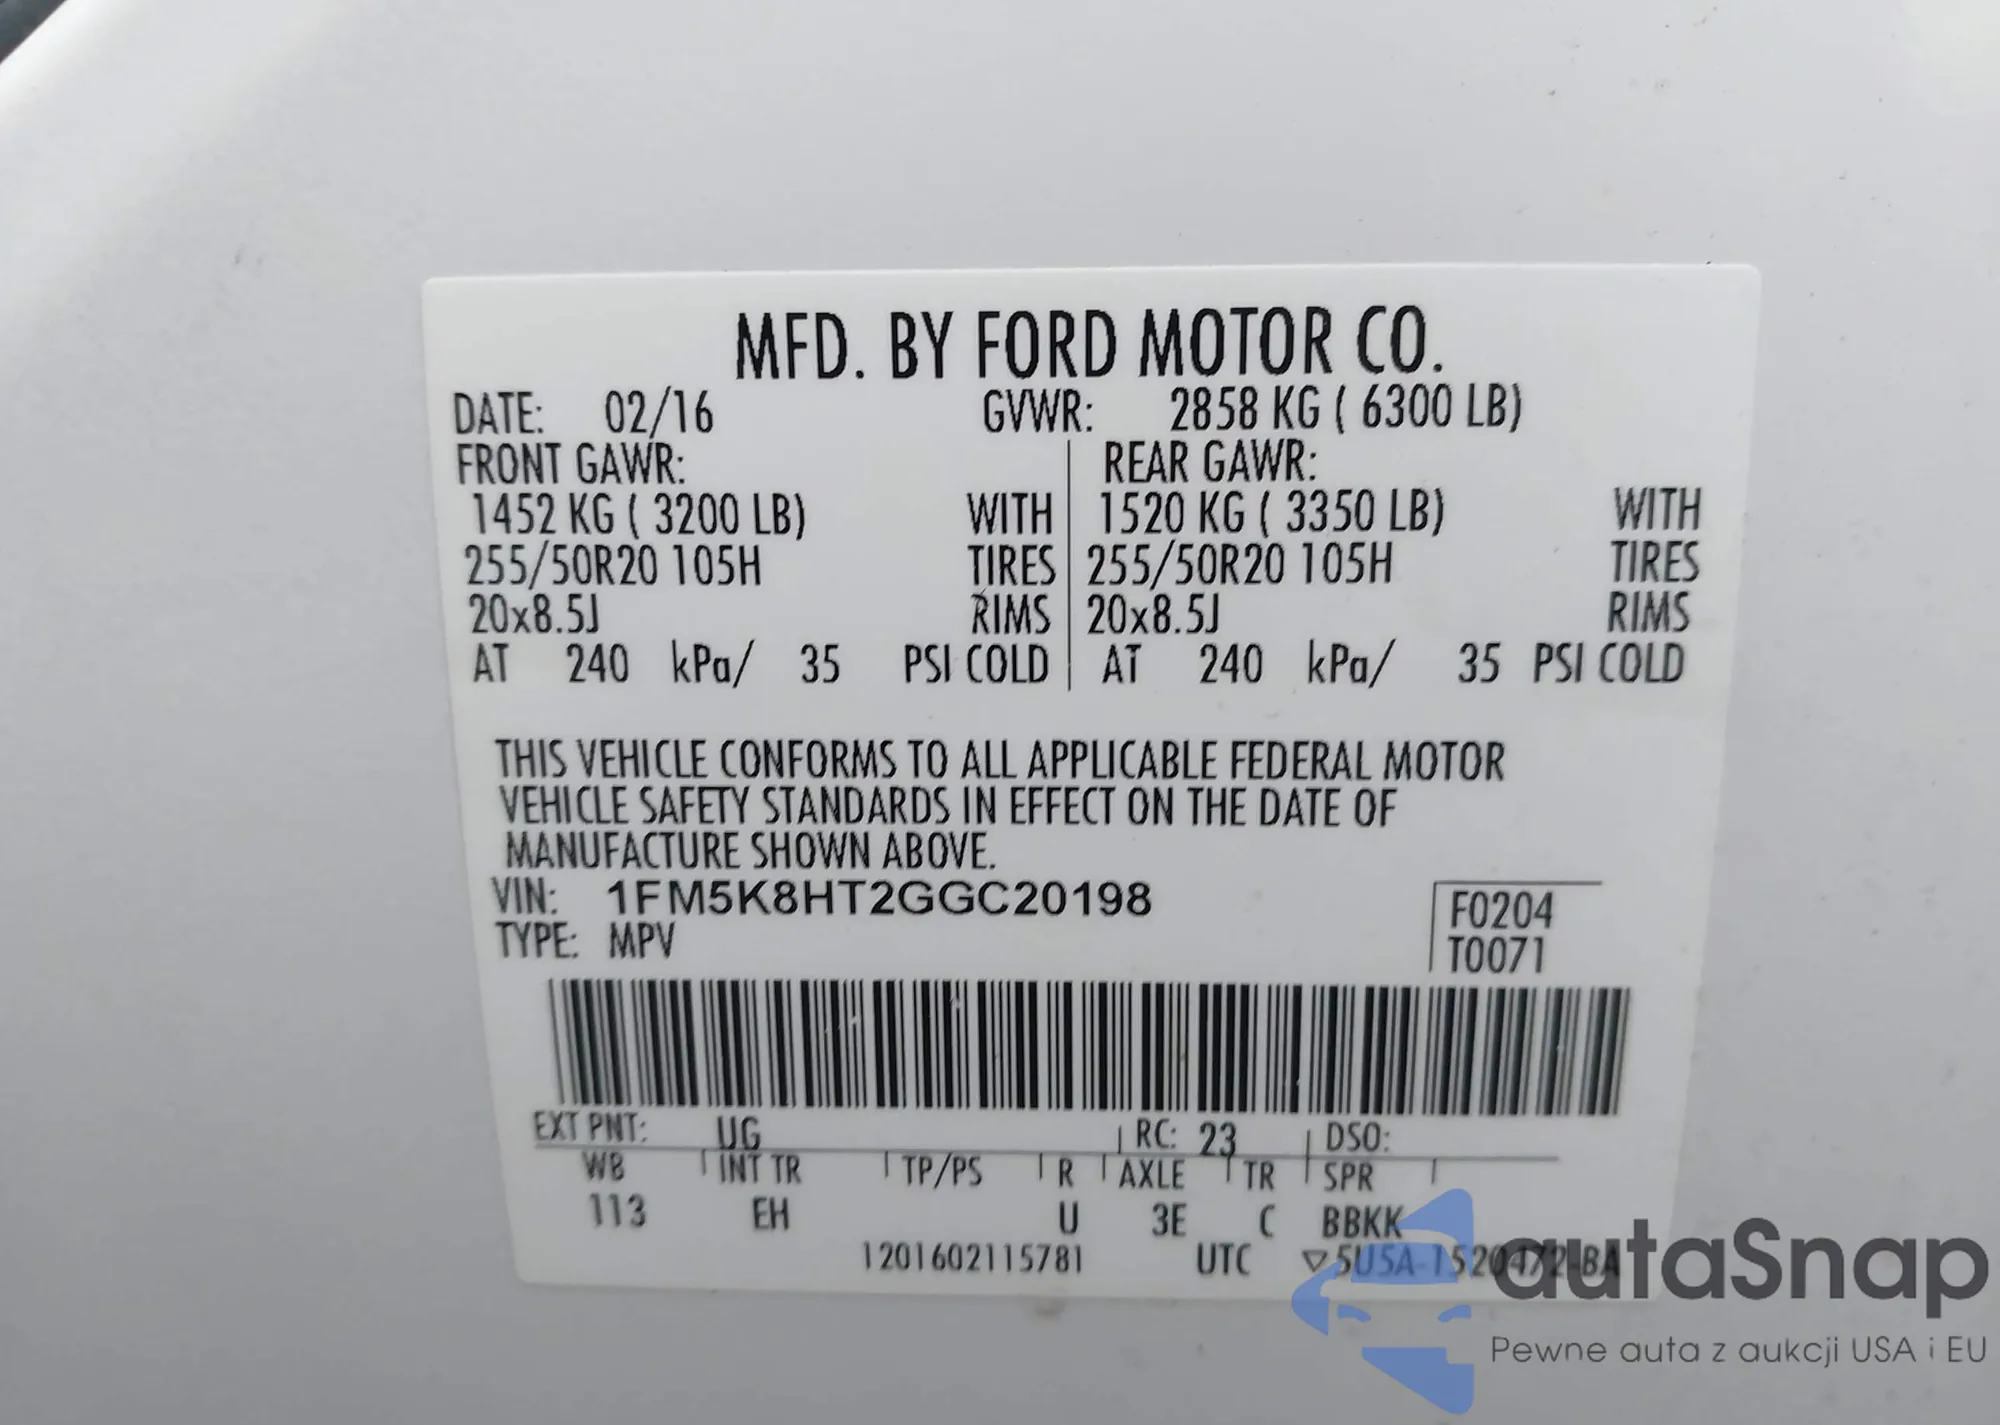 MFD. BY FORD MOTOR CO.
DATE: 02/16 GVWR: 2858 KG ( 6300 LB)
FRONT GAWR: REAR GAWR:
1452 KG ( 3200 LB) WITH 1520 KG ( 3350 LB) WITH
255/50R20 105H TIRES 255/50R20 105H TIRES
20x8.5J RIMS 20x8.5J RIMS
AT 240 kPa/ 35 PSI COLD AT 240 kPa/ 35 PSI COLD
THIS VEHICLE CONFORMS TO ALL APPLICABLE FEDERAL MOTOR
VEHICLE SAFETY STANDARDS IN EFFECT ON THE DATE OF
MANUFACTURE SHOWN ABOVE.
VIN: 1FM5K8HT2GGC20198 F0204
TYPE: MPV T0071
EXT PNT: UG RC: 23 DSO:
WB INT TR TP/PS R AXLE TR SPR
113 EH U 3E C BBKK
1201602115781 UTC ▽5U5A-1520472-BA
autaSnap
Pewne auta z aukcji USA i EU